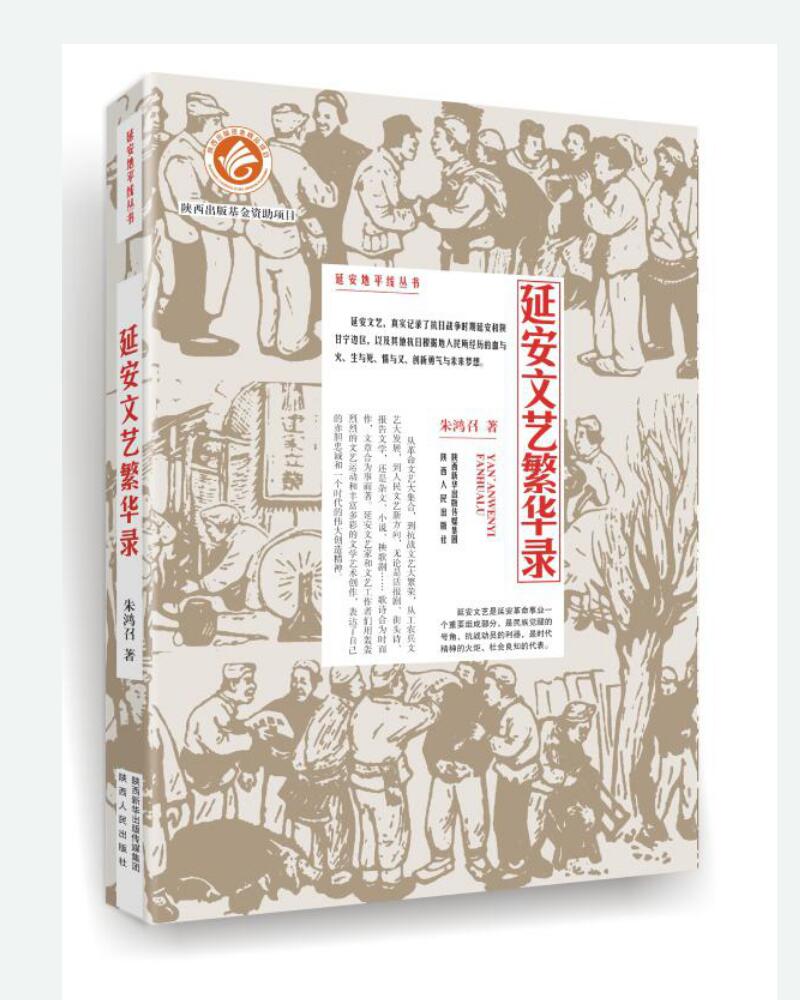 延安地平线丛书
延安文艺繁华录
朱鸿召 著
陕西新华出版传媒集团
陕西人民出版社
陕西出版基金资助项目
延安地平线丛书
延安文艺，真实记录了抗日战争时期延安和陕
甘宁边区，以及其他抗日根据地人民所经历的血与
火、生与死、情与义、创新勇气与未来梦想。
延安文艺繁华录
YAN'ANWENYI
FANHUALU
朱鸿召 著
陕西新华出版传媒集团
陕西人民出版社
从革命文艺大集合，到抗战文艺大繁荣，从工农兵文
艺大发展，到人民文艺新方向，无论是活报剧、街头诗、
报告文学，还是杂文、小说、秧歌剧……歌诗合为时而
作，文章合为事而著。延安文艺家和文艺工作者们用轰轰
烈烈的文艺运动和丰富多彩的文学艺术创作，表达了自己
的赤胆忠诚和一个时代的伟大创造精神。
延安文艺是延安革命事业一
个重要组成部分，是民族觉醒的
号角、抗战动员的利器，是时代
精神的火炬、社会良知的代表。